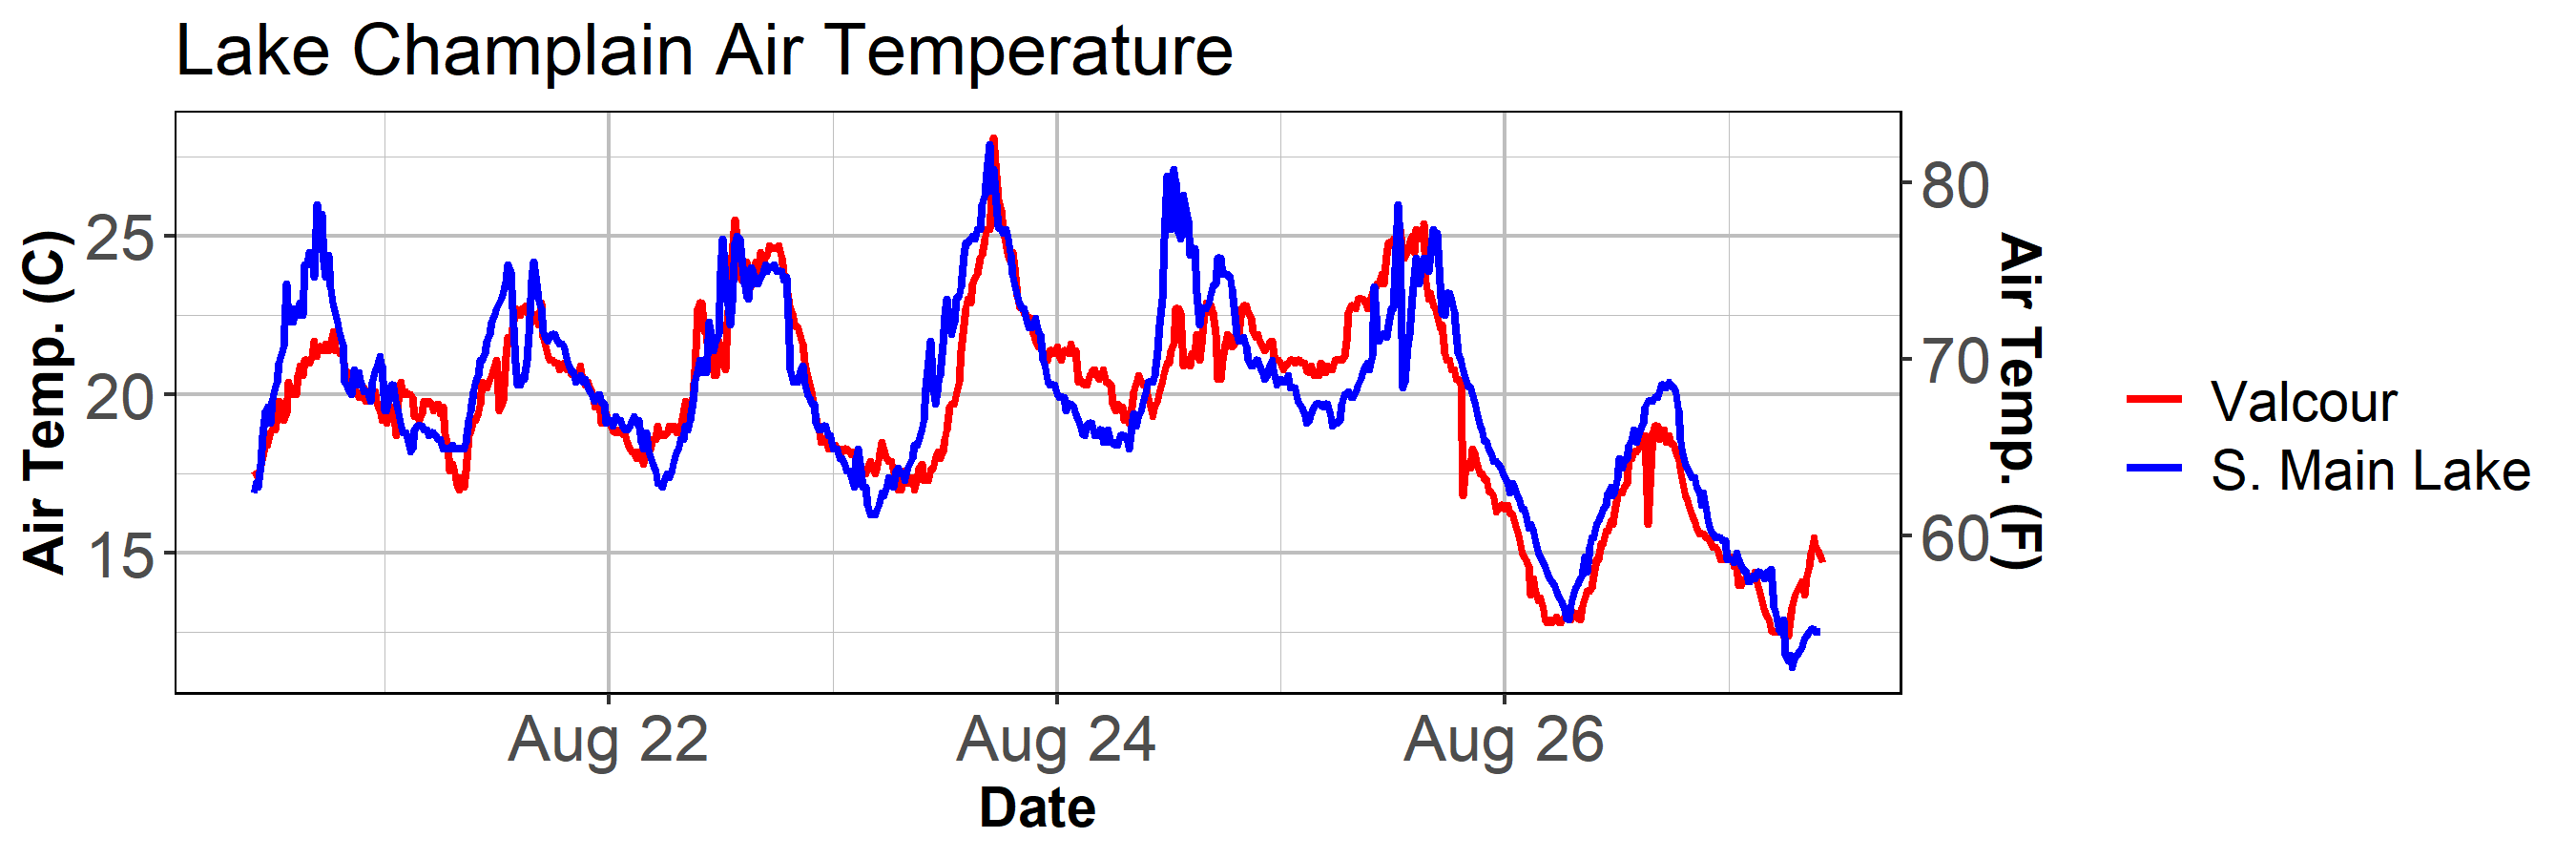 Lake Champlain Air Temperature
Air Temp. (C)
25
20
15
80
70
60
Air Temp. (F)
Aug 22
Aug 24
Aug 26
Date
Valcour
S. Main Lake